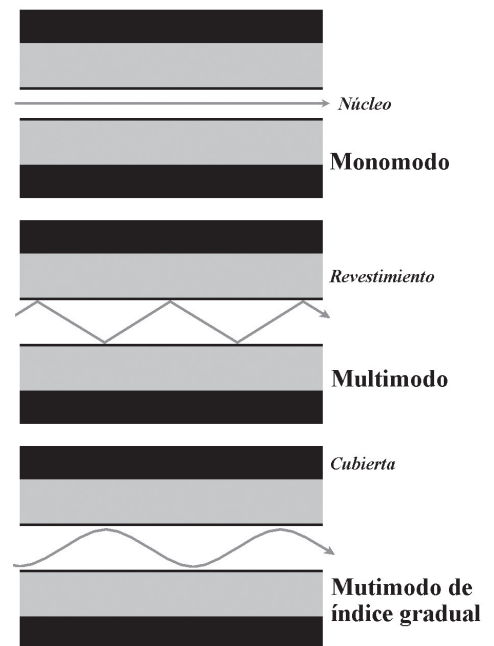 Núcleo
Monomodo
Revestimiento
Multimodo
Cubierta
Mutimodo de
índice gradual